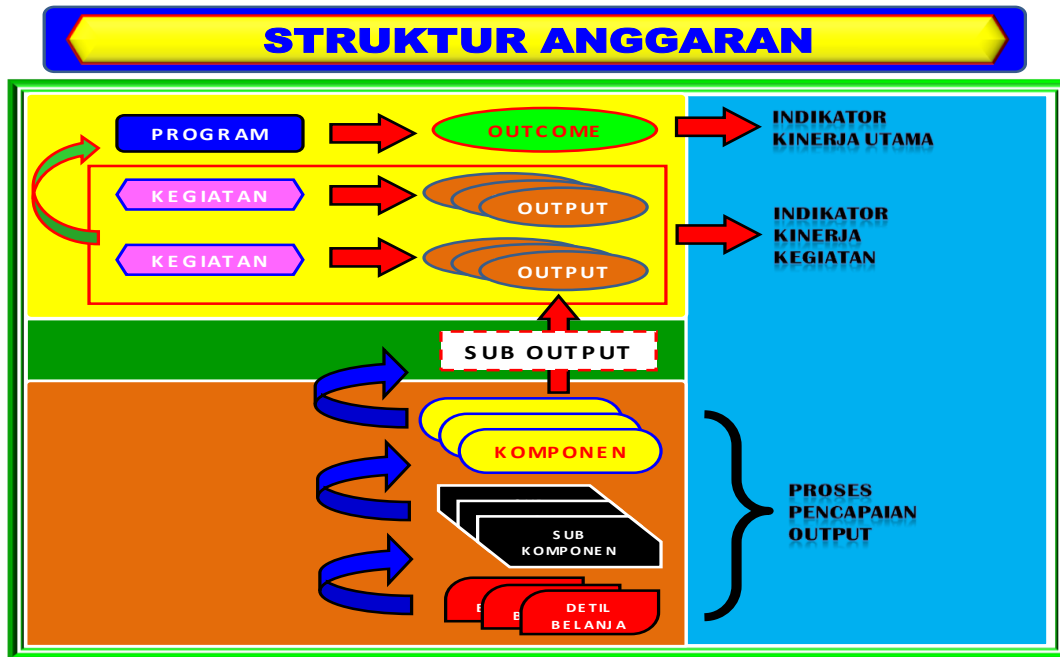 STRUKTUR ANGGARAN
PROGRAM
OUTCOME
INDIKATOR
KINERJA UTAMA
KEGIATAN
OUTPUT
KEGIATAN
OUTPUT
INDIKATOR
KINERJA
KEGIATAN
SUB OUTPUT
KOMPONEN
SUB
KOMPONEN
DETIL
BELANJA
PROSES
PENCAPAIAN
OUTPUT